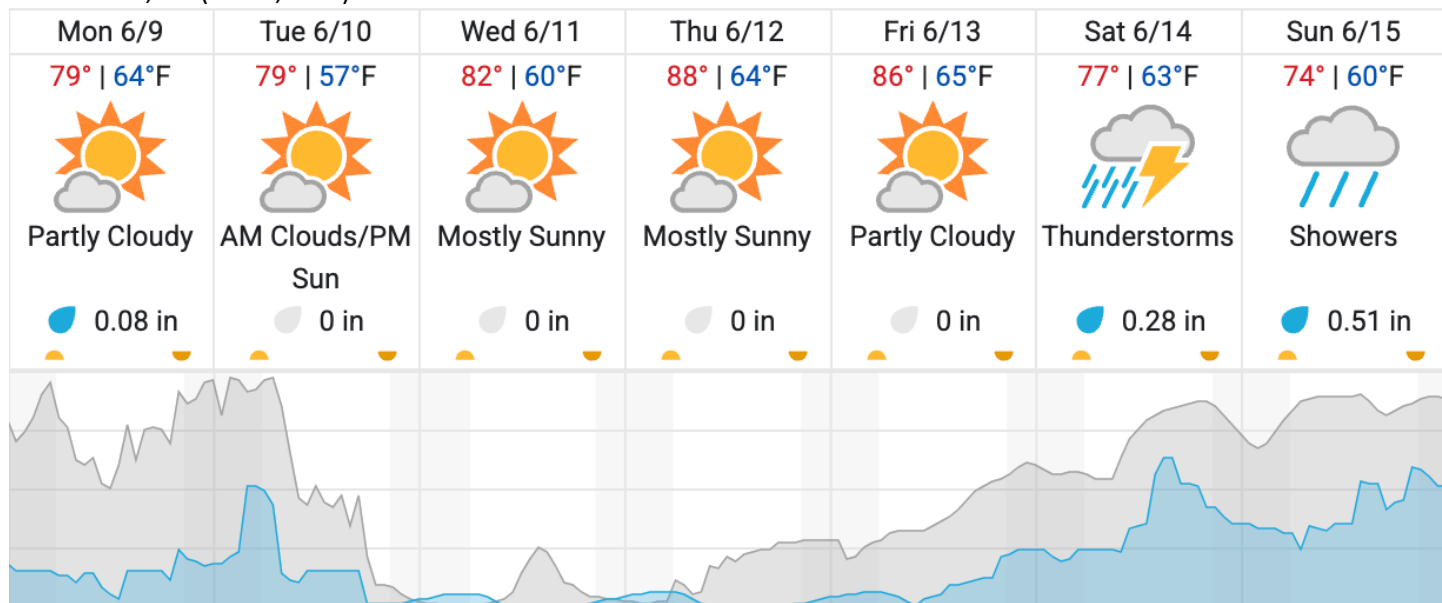 Mon 6/9 Tue 6/10 Wed 6/11 Thu 6/12 Fri 6/13 Sat 6/14 Sun 6/15
79° | 64°F 79° | 57°F 82° | 60°F 88° | 64°F 86° | 65°F 77° | 63°F 74° | 60°F
Partly Cloudy AM Clouds/PM Mostly Sunny Mostly Sunny Partly Cloudy Thunderstorms Showers
Sun
0.08 in 0 in 0 in 0 in 0 in 0.28 in 0.51 in